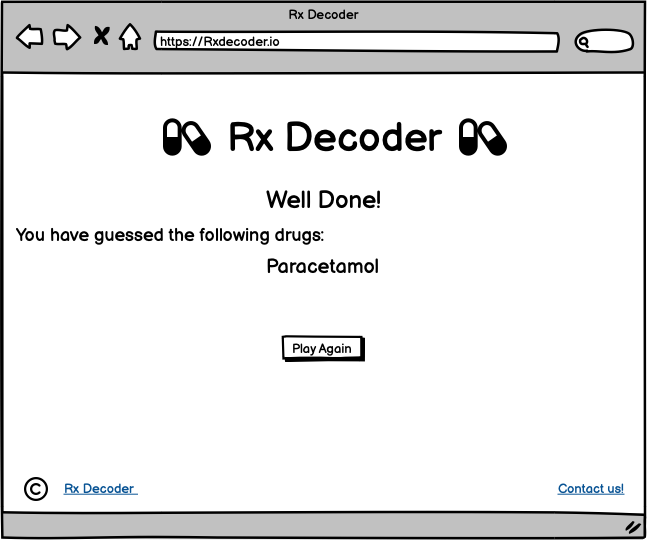 Rx Decoder
https://Rxdecoder.io
Rx Decoder
Well Done!
You have guessed the following drugs:
Paracetamol
Play Again
© Rx Decoder Contact us!